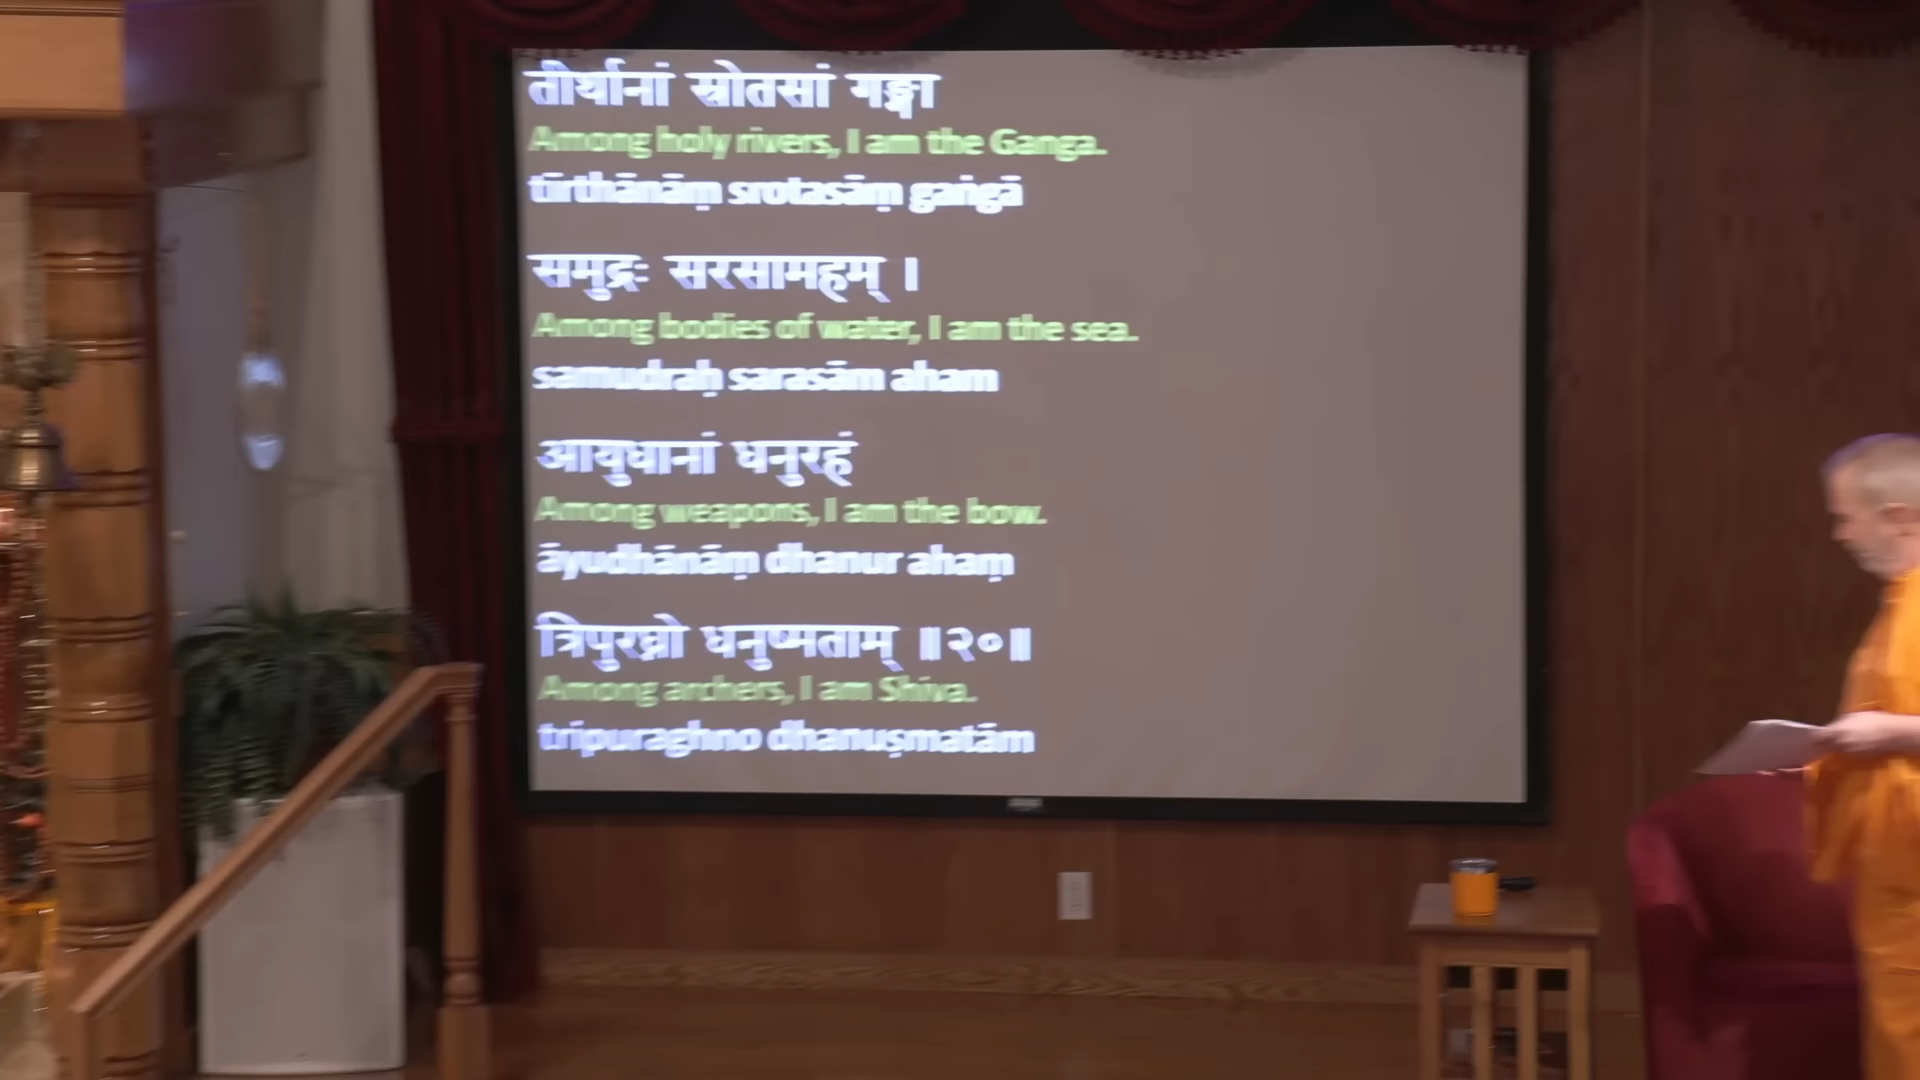 तीर्थानां स्रोतसां गङ्गा
Among holy rivers, I am the Ganga.
tīrthānāṃ srotasāṃ gaṅgā
समुद्रः सरसामहम् ।
Among bodies of water, I am the sea.
samudraḥ sarasām aham
आयुधानां धनुरहं
Among weapons, I am the bow.
āyudhānāṃ dhanur ahaṃ
त्रिपुरघ्नो धनुष्मताम् ॥२०॥
Among archers, I am Shiva.
tripuraghno dhanuṣmatām